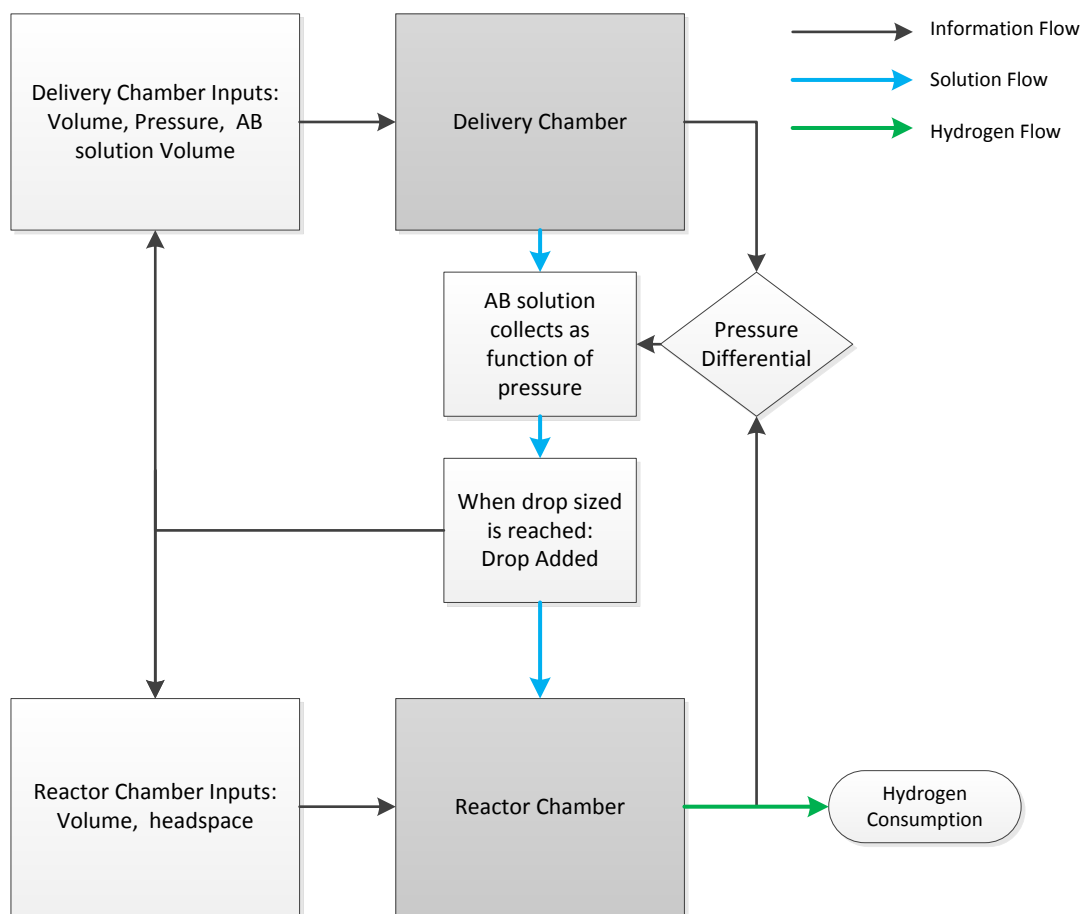 Information Flow
Solution Flow
Hydrogen Flow
Delivery Chamber Inputs:
Volume, Pressure,  AB
solution Volume
Delivery Chamber
AB solution
collects as
function of
pressure
Pressure
Differential
When drop sized
is reached:
Drop Added
Reactor Chamber Inputs:
Volume,  headspace
Reactor Chamber
Hydrogen
Consumption